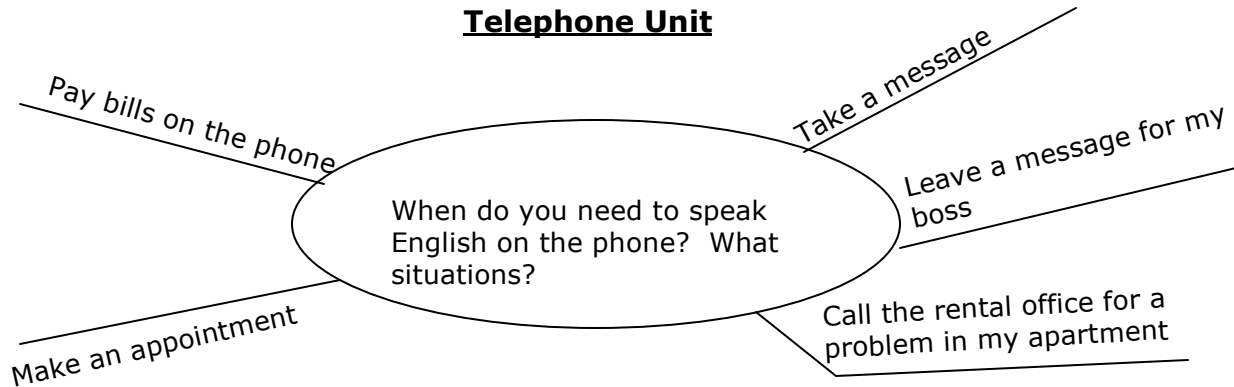 Telephone Unit
Pay bills on the phone
Take a message
Leave a message for my
boss
When do you need to speak
English on the phone?  What
situations?
Make an appointment
Call the rental office for a
problem in my apartment